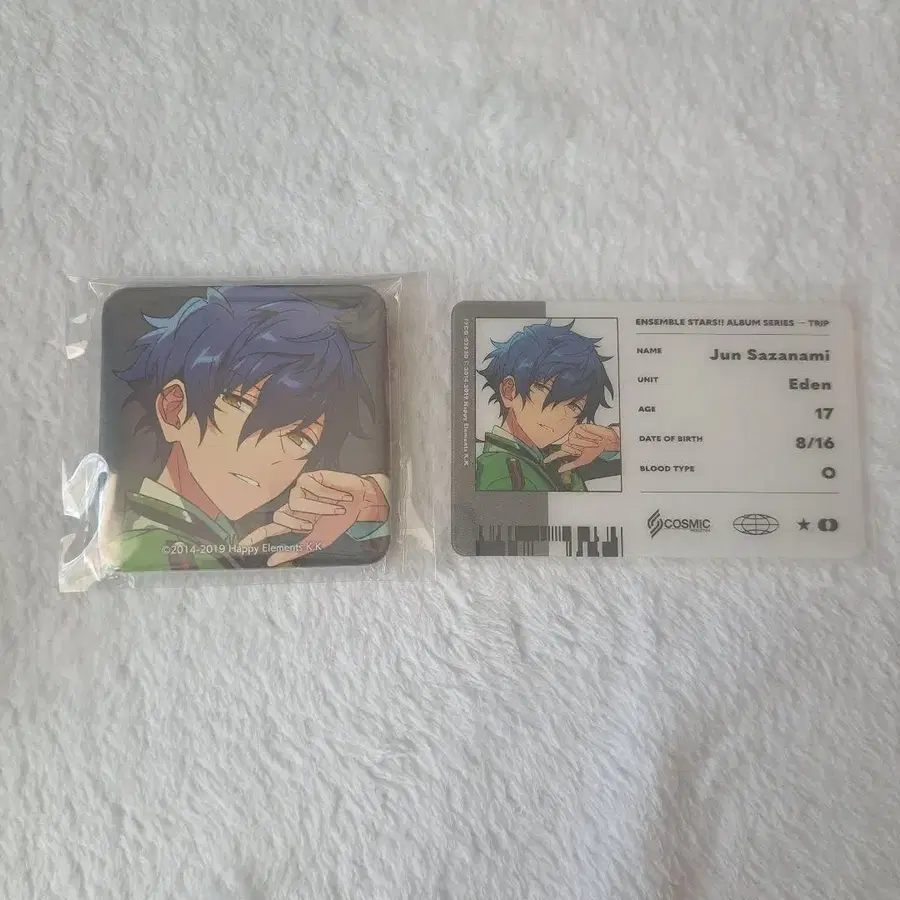 ©2014-2019 Happy Elements K.K
ENSEMBLE STARS!! ALBUM SERIES — TRIP
NAME Jun Sazanami
UNIT Eden
AGE 17
DATE OF BIRTH 8/16
BLOOD TYPE O
COSMIC